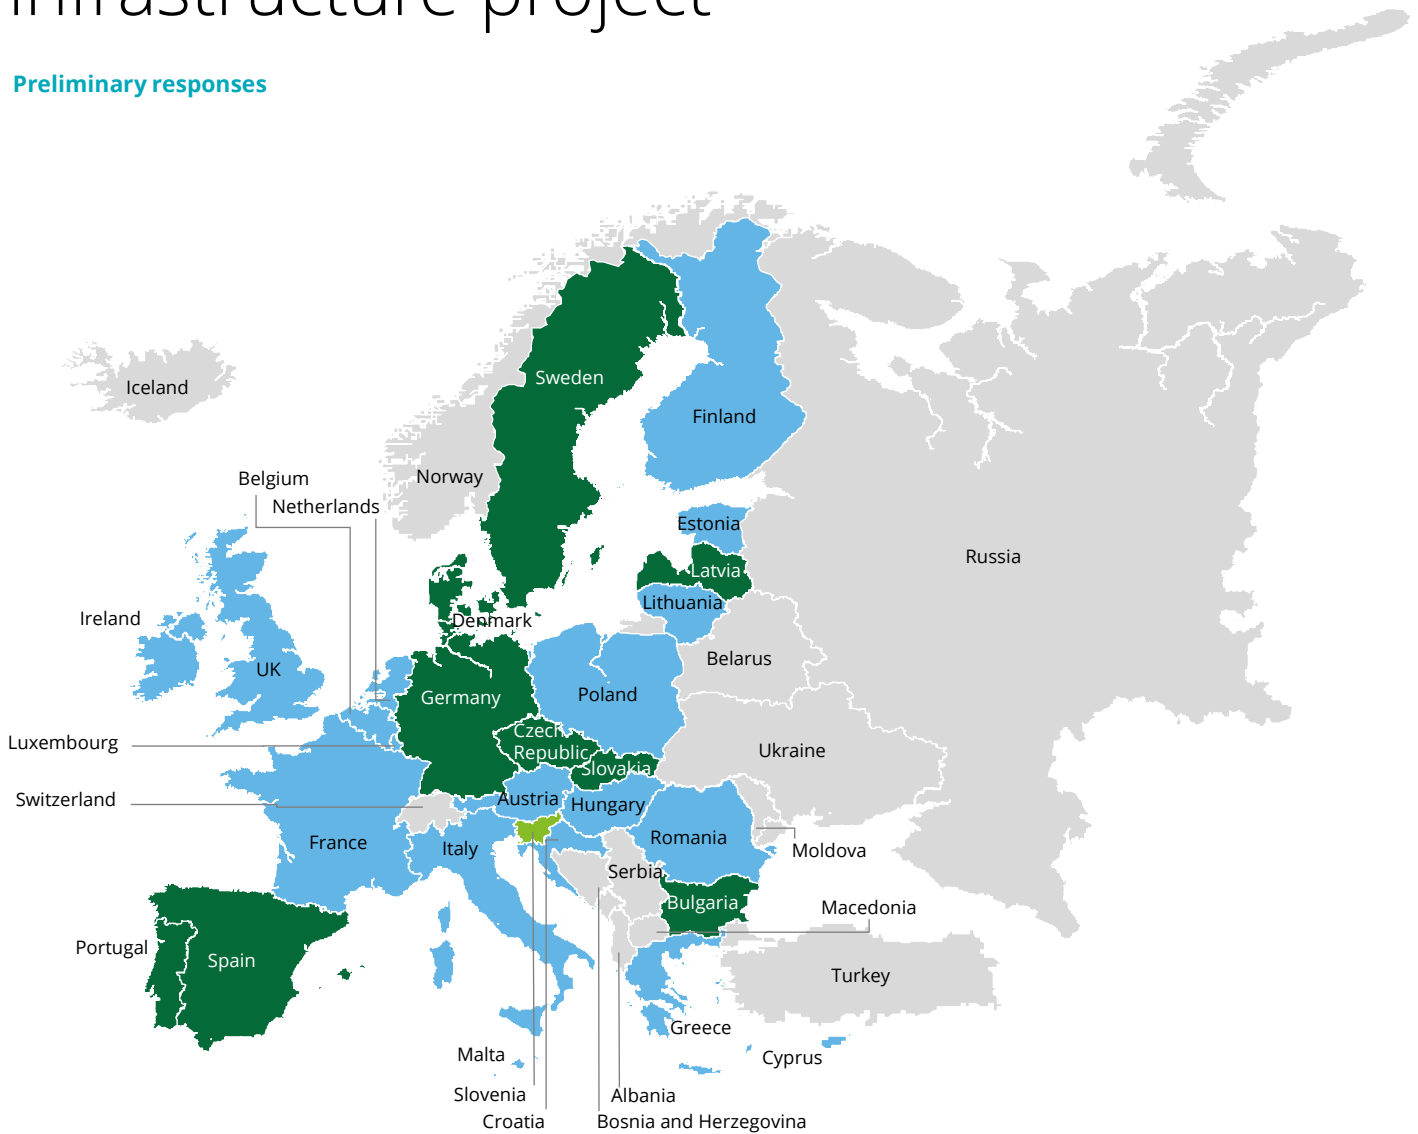 infrastructure project
Preliminary responses
Iceland
Sweden
Finland
Norway
Belgium
Netherlands
Estonia
Russia
Latvia
Lithuania
Ireland
Denmark
UK
Belarus
Germany
Poland
Czech
Republic
Luxembourg
Ukraine
Slovakia
Switzerland
Austria
Hungary
France
Italy
Romania
Moldova
Serbia
Bulgaria
Macedonia
Portugal
Spain
Turkey
Greece
Malta
Cyprus
Slovenia
Albania
Croatia
Bosnia and Herzegovina